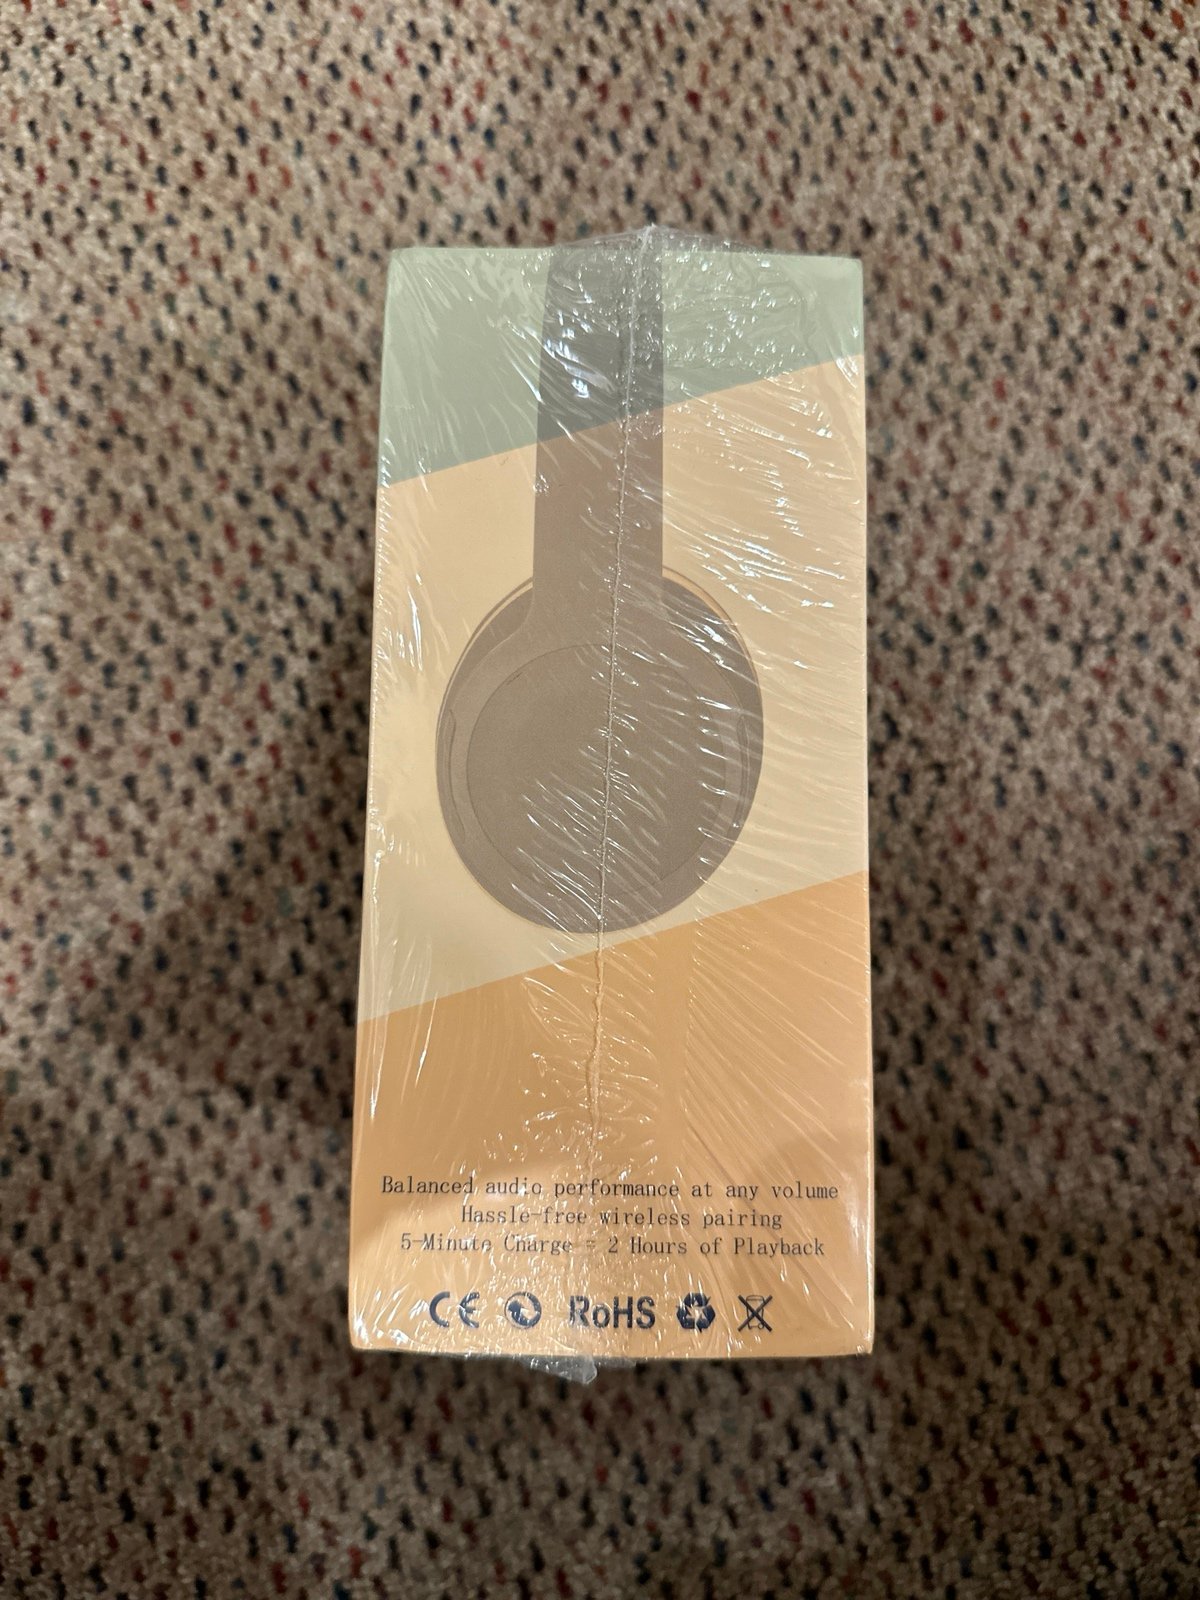 Balanced audio performance at any volume
Hassle-free wireless pairing
5-Minute Charge = 2 Hours of Playback
CE RoHS